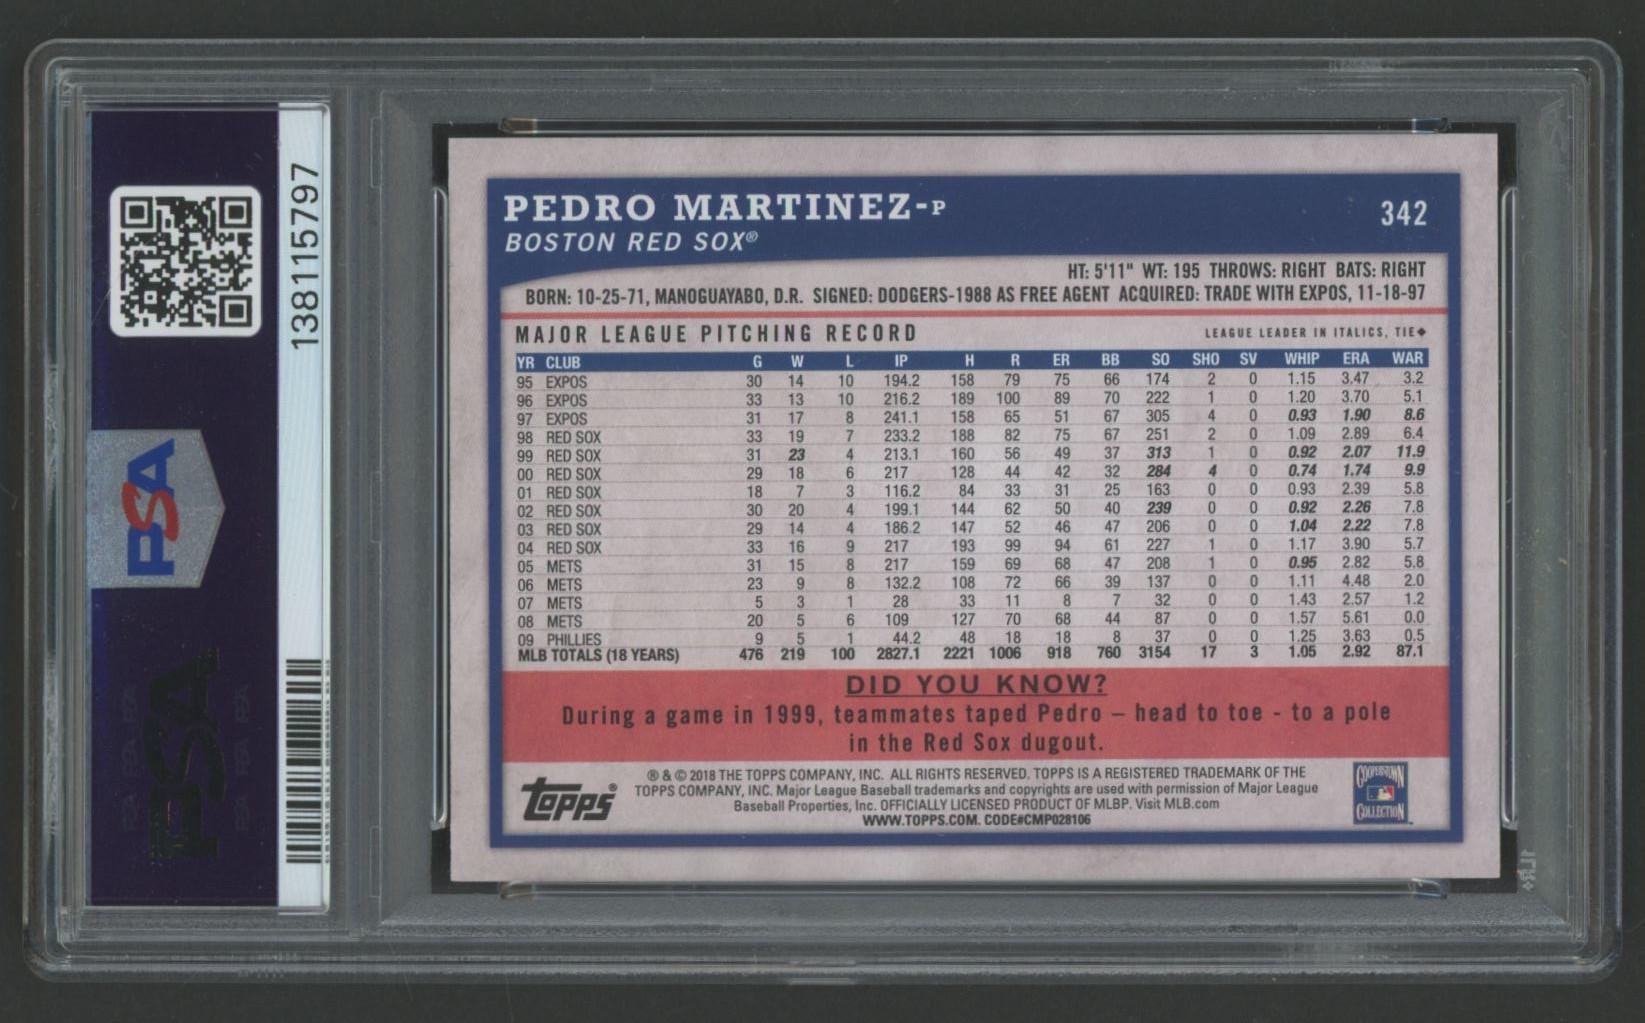 138115797
PSA
PSA
PEDRO MARTINEZ-P
342
BOSTON RED SOX®
HT: 5'11" WT: 195 THROWS: RIGHT BATS: RIGHT
BORN: 10-25-71, MANOGUAYABO, D.R. SIGNED: DODGERS-1988 AS FREE AGENT ACQUIRED: TRADE WITH EXPOS, 11-18-97
MAJOR LEAGUE PITCHING RECORD LEAGUE LEADER IN ITALICS, TIE◆
YR CLUB G W L IP H R ER BB SO SHO SV WHIP ERA WAR
95 EXPOS 30 14 10 194.2 158 79 75 66 174 2 0 1.15 3.47 3.2
96 EXPOS 33 13 10 216.2 189 100 89 70 222 1 0 1.20 3.70 5.1
97 EXPOS 31 17 8 241.1 158 65 51 67 305 4 0 0.93 1.90 8.6
98 RED SOX 33 19 7 233.2 188 82 75 67 251 2 0 1.09 2.89 6.4
99 RED SOX 31 23 4 213.1 160 56 49 37 313 1 0 0.92 2.07 11.9
00 RED SOX 29 18 6 217 128 44 42 32 284 4 0 0.74 1.74 9.9
01 RED SOX 18 7 3 116.2 84 33 31 25 163 0 0 0.93 2.39 5.8
02 RED SOX 30 20 4 199.1 144 62 50 40 239 0 0 0.92 2.26 7.8
03 RED SOX 29 14 4 186.2 147 52 46 47 206 0 0 1.04 2.22 7.8
04 RED SOX 33 16 9 217 193 99 94 61 227 1 0 1.17 3.90 5.7
05 METS 31 15 8 217 159 69 68 47 208 1 0 0.95 2.82 5.8
06 METS 23 9 8 132.2 108 72 66 39 137 0 0 1.11 4.48 2.0
07 METS 5 3 1 28 33 11 8 7 32 0 0 1.43 2.57 1.2
08 METS 20 5 6 109 127 70 68 44 87 0 0 1.57 5.61 0.0
09 PHILLIES 9 5 1 44.2 48 18 18 8 37 0 0 1.25 3.63 0.5
MLB TOTALS (18 YEARS) 476 219 100 2827.1 2221 1006 918 760 3154 17 3 1.05 2.92 87.1
DID YOU KNOW?
During a game in 1999, teammates taped Pedro – head to toe - to a pole
in the Red Sox dugout.
topps®
® & © 2018 THE TOPPS COMPANY, INC. ALL RIGHTS RESERVED. TOPPS IS A REGISTERED TRADEMARK OF THE
TOPPS COMPANY, INC. Major League Baseball trademarks and copyrights are used with permission of Major League
Baseball Properties, Inc. OFFICIALLY LICENSED PRODUCT OF MLBP. Visit MLB.com
WWW.TOPPS.COM. CODE#CMP028106
COOPERSTOWN
COLLECTION